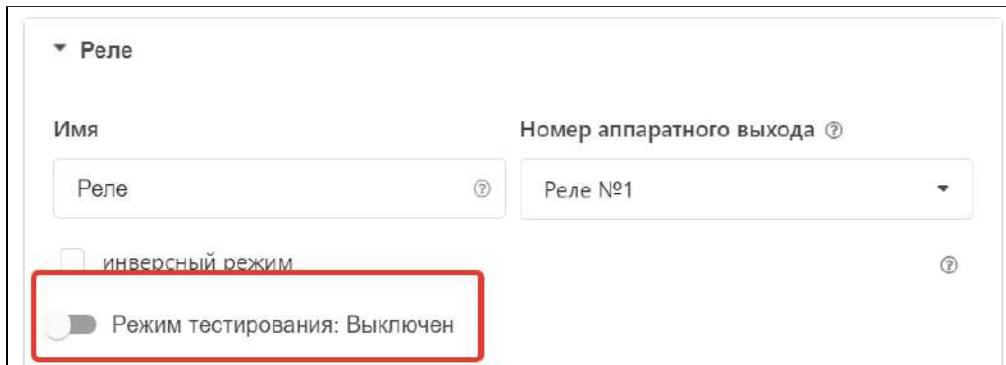 Реле
Имя
Номер аппаратного выхода
Реле
Реле №1
инверсный режим
Режим тестирования: Выключен